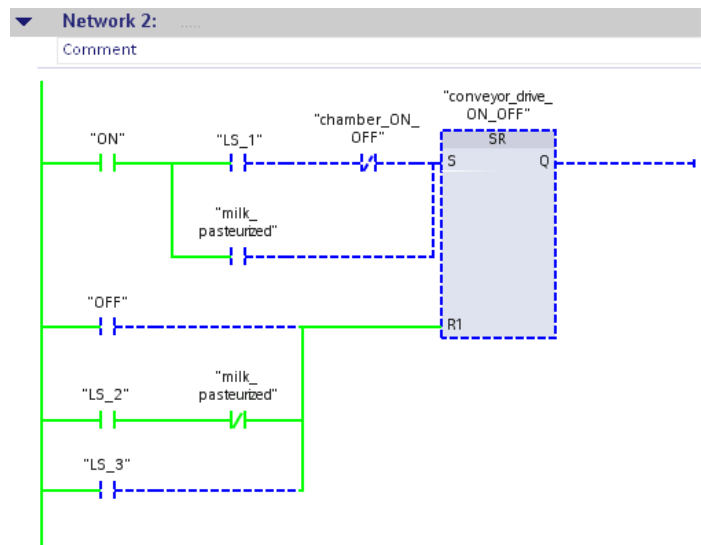 Network 2: .....
Comment
"conveyor_drive_
ON_OFF"
"chamber_ON_
OFF"
"ON"
"LS_1"
SR
S
Q
"milk_
pasteurized"
"OFF"
R1
"milk_
pasteurized"
"LS_2"
"LS_3"